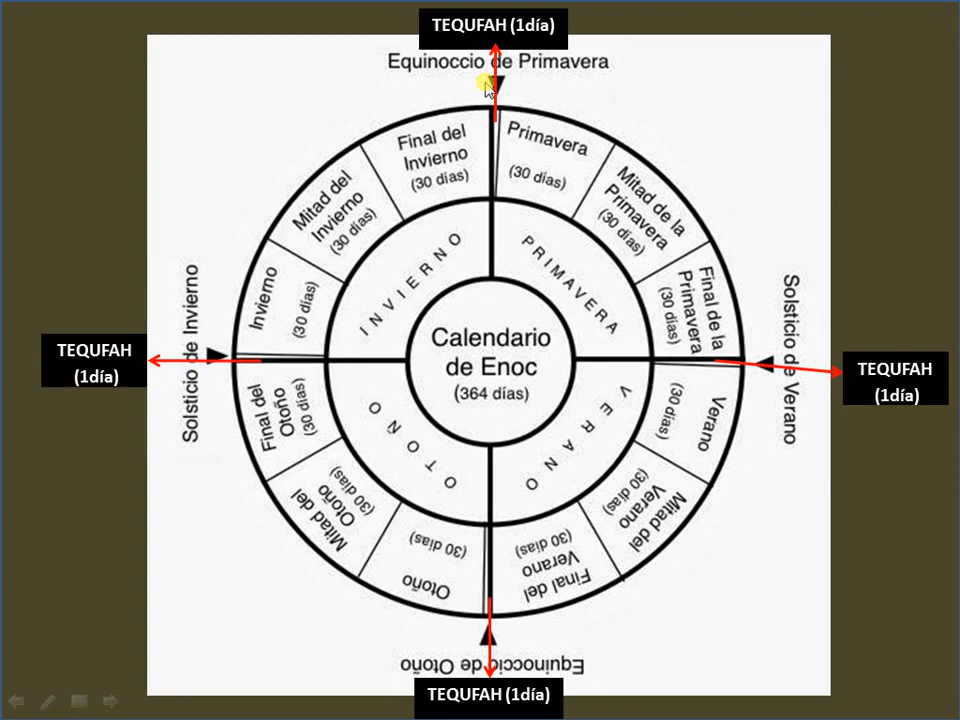 TEQUFAH (1día)
Equinoccio de Primavera
Final del
Invierno
(30 días)
Primavera
(30 días)
Mitad del
Invierno
(30 días)
Mitad de la
Primavera
(30 días)
Invierno
(30 días)
Final de la
Primavera
(30 días)
INVIERNO
PRIMAVERA
Calendario
de Enoc
(364 días)
Solsticio de Invierno
TEQUFAH
(1día)
Solsticio de Verano
TEQUFAH
(1día)
Final del
Otoño
(30 días)
Verano
(30 días)
OTOÑO
VERANO
Mitad del
Otoño
(30 días)
Mitad del
Verano
(30 días)
Otoño
(30 días)
Final del
Verano
(30 días)
Equinoccio de Otoño
TEQUFAH (1día)